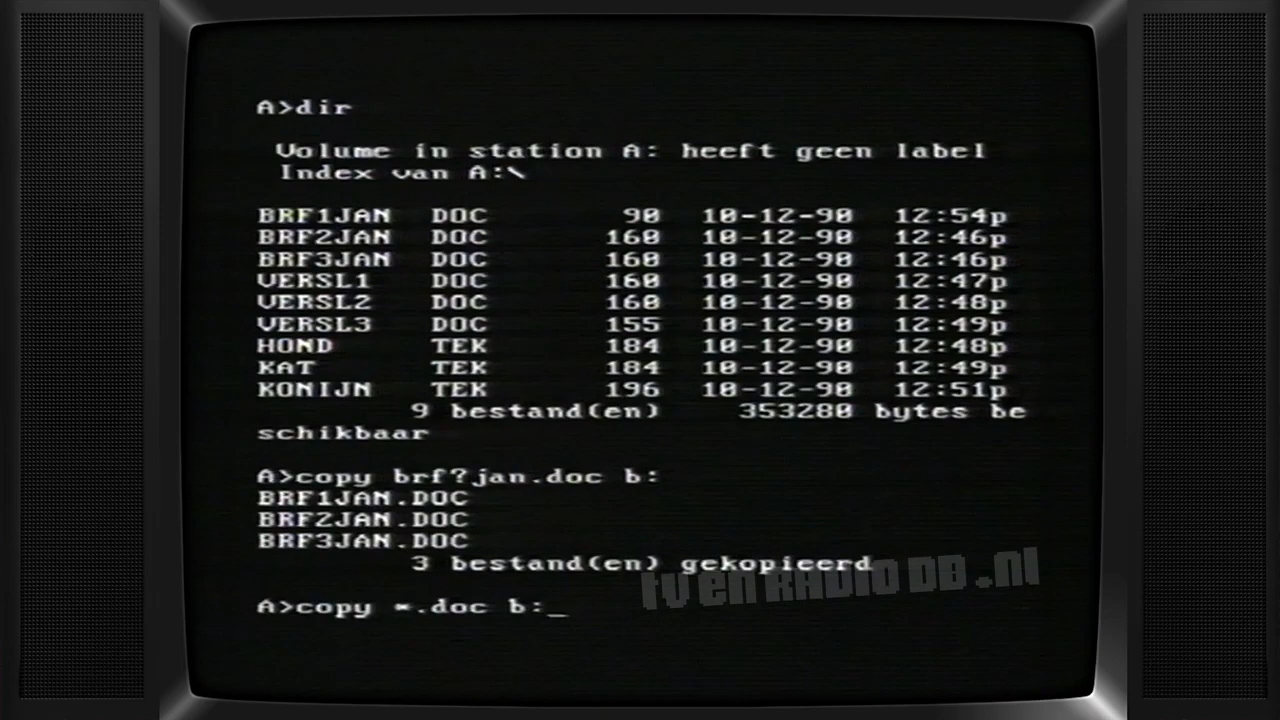 A>dir
Volume in station A: heeft geen label
Index van A:\
BRF1JAN DOC 90 10-12-90 12:54p
BRF2JAN DOC 160 10-12-90 12:46p
BRF3JAN DOC 160 10-12-90 12:46p
VERSL1 DOC 160 10-12-90 12:47p
VERSL2 DOC 160 10-12-90 12:48p
VERSL3 DOC 155 10-12-90 12:49p
HOND TEK 184 10-12-90 12:48p
KAT TEK 184 10-12-90 12:49p
KONIJN TEK 196 10-12-90 12:51p
9 bestand(en) 353280 bytes be
schikbaar
A>copy brf?jan.doc b:
BRF1JAN.DOC
BRF2JAN.DOC
BRF3JAN.DOC
3 bestand(en) gekopieerd
tv en RADIO DB .nl
A>copy *.doc b:_